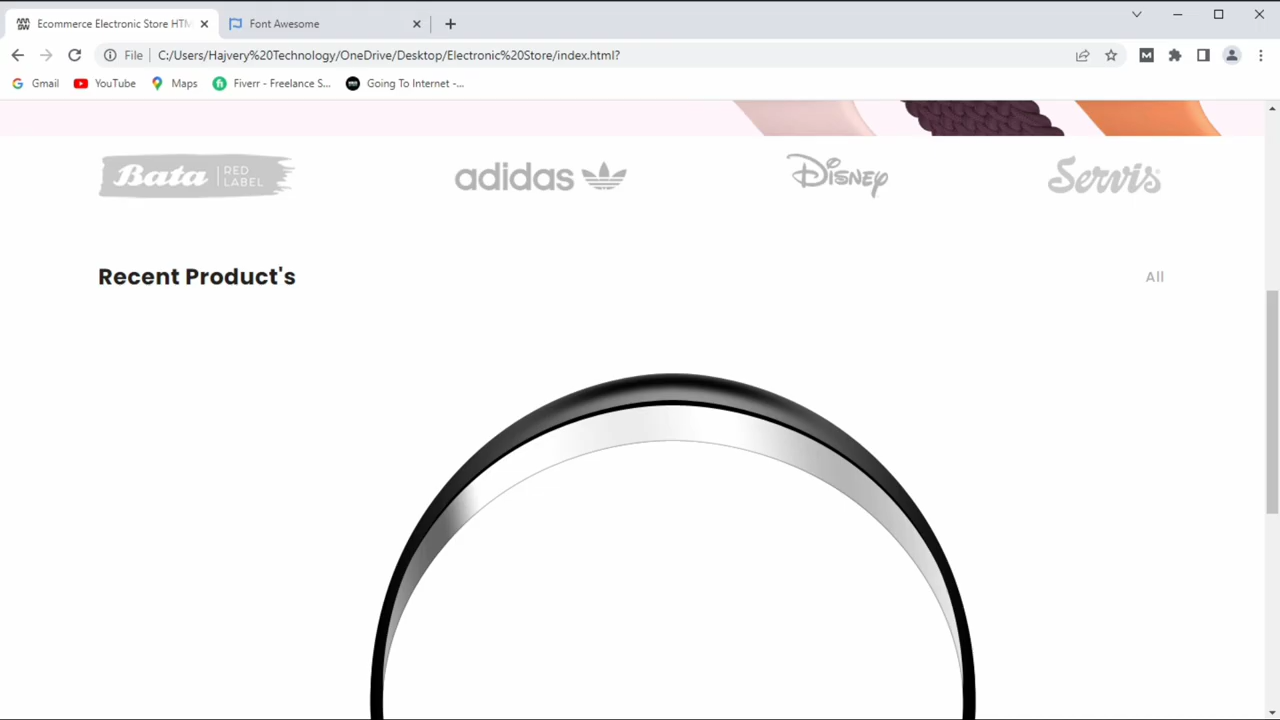 Ecommerce Electronic Store HTM
Font Awesome
File
C:/Users/Hajvery%20Technology/OneDrive/Desktop/Electronic%20Store/index.html?
Gmail
YouTube
Maps
Fiverr - Freelance S...
Going To Internet -...
Bata RED LABEL
adidas
Disney
Servis
Recent Product's
All